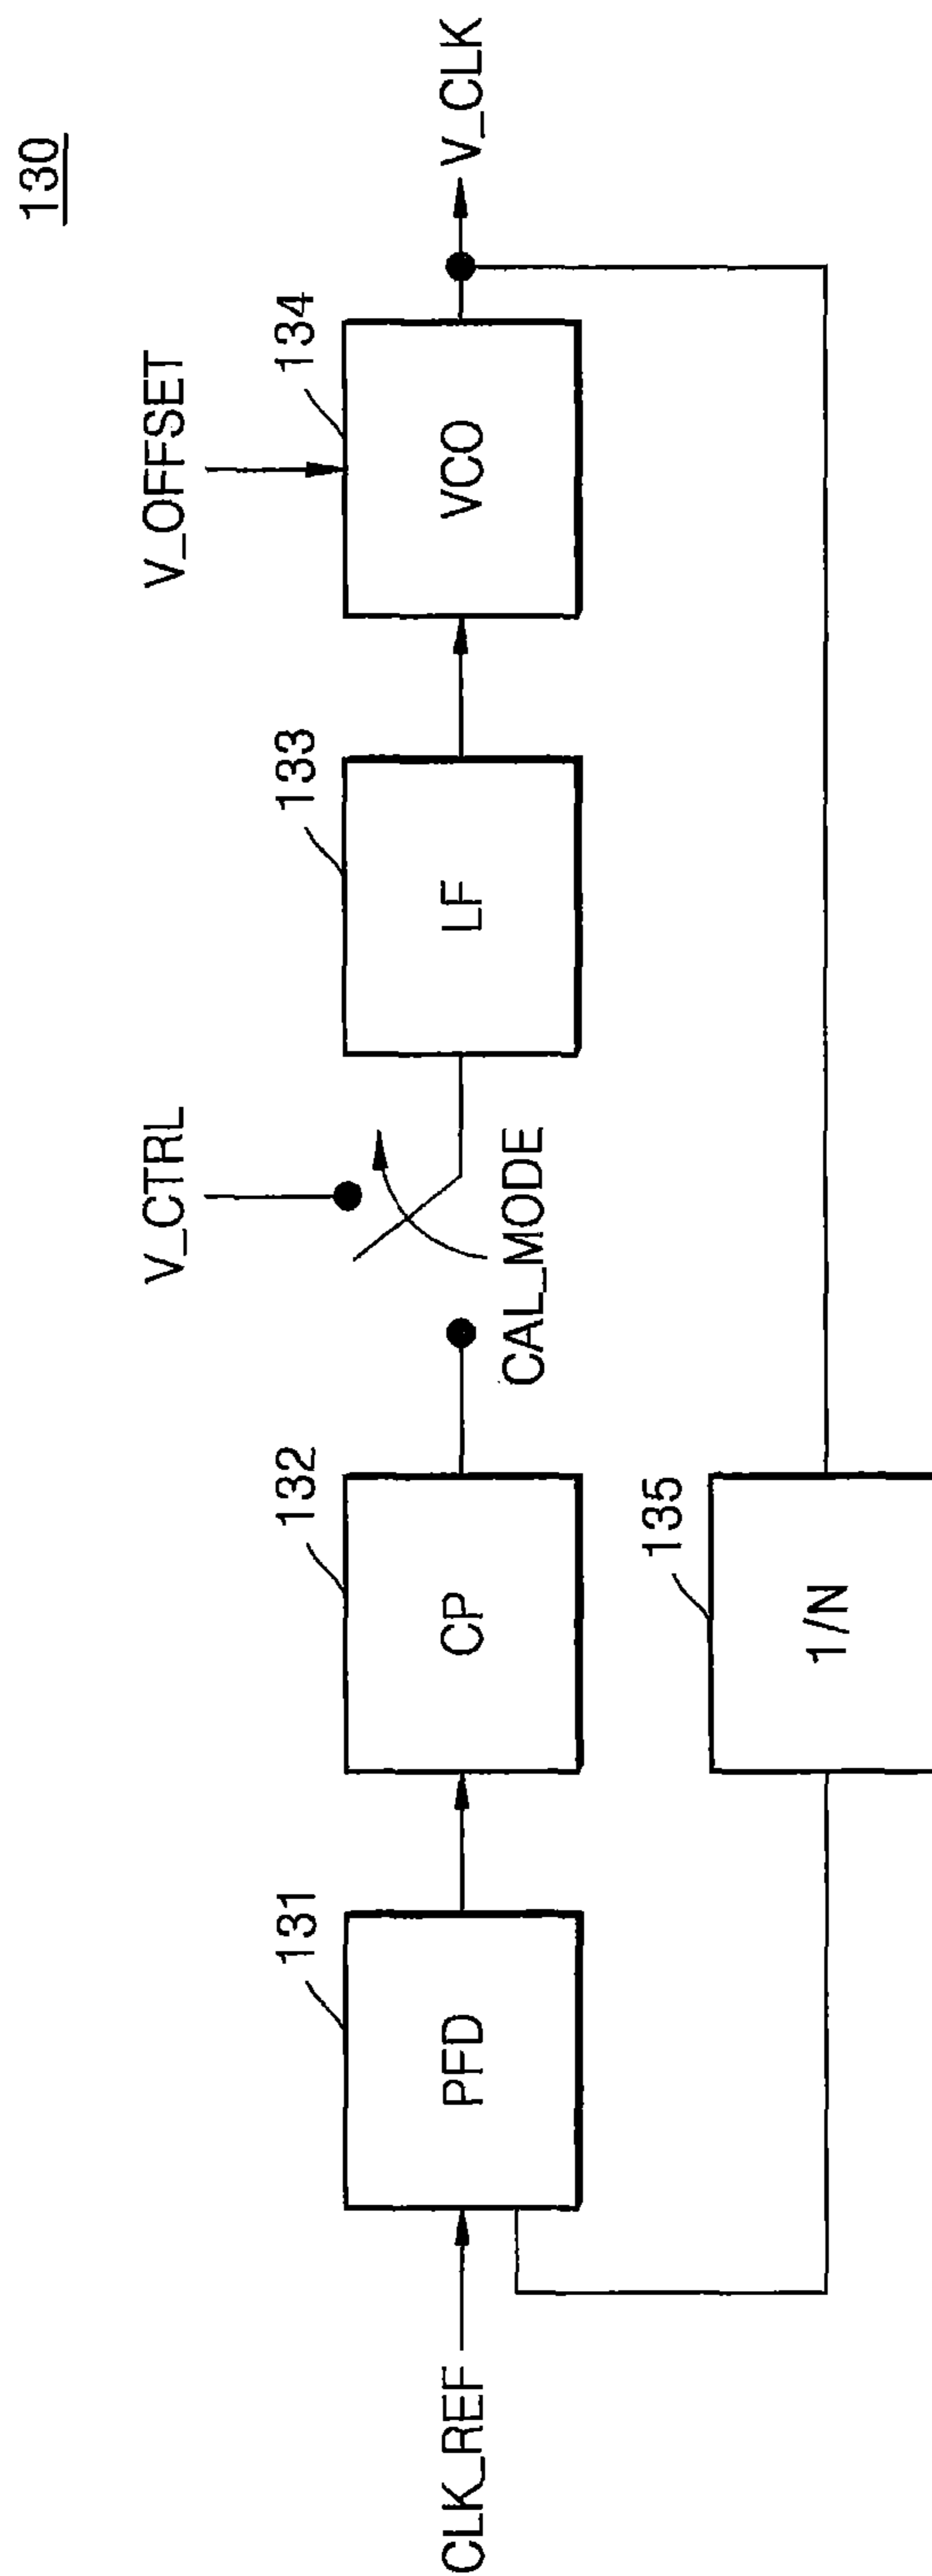 130
V_CTRL
V_OFFSET
131
132
133
134
CLK_REF
PFD
CP
CAL_MODE
LF
VCO
V_CLK
135
1/N